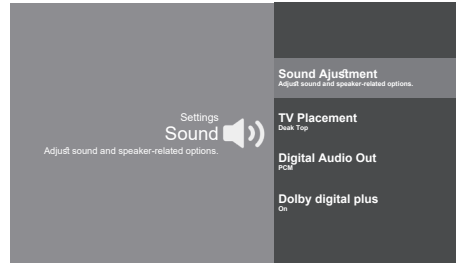 Settings
Sound
Adjust sound and speaker-related options.
Sound Ajustment
Adjust sound and speaker-related options.
TV Placement
Deak Top
Digital Audio Out
PCM
Dolby digital plus
On